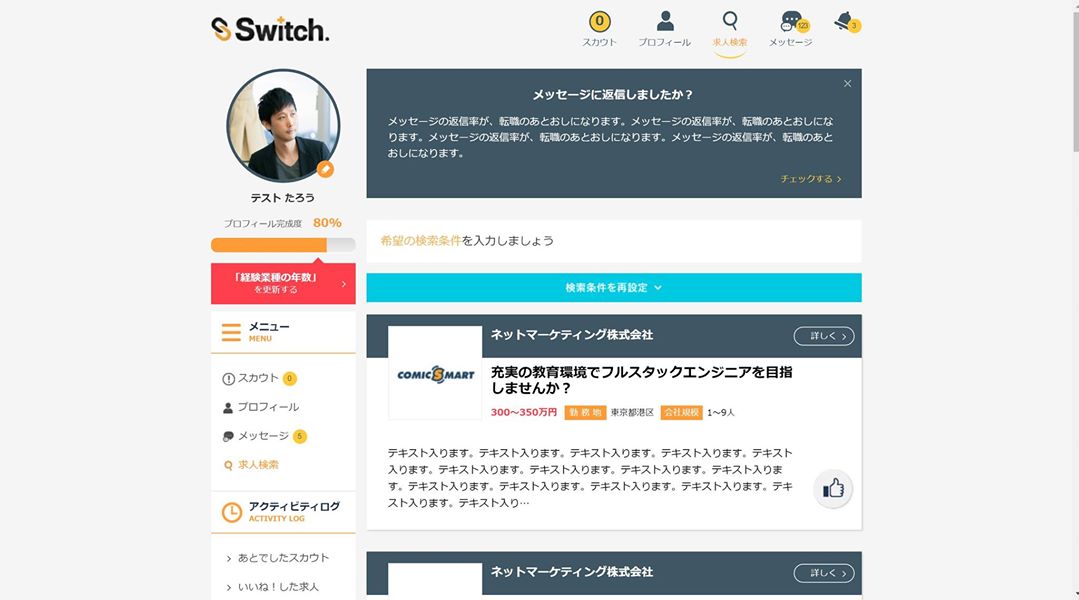 Switch.
0
123
3
スカウト
プロフィール
求人検索
メッセージ
テスト たろう
プロフィール完成度 80%
「経験業種の年数」
を更新する
メニュー
MENU
スカウト 0
プロフィール
メッセージ 5
求人検索
アクティビティログ
ACTIVITY LOG
あとでしたスカウト
いいね！した求人
メッセージに返信しましたか？
メッセージの返信率が、転職のあとおしになります。メッセージの返信率が、転職のあとおしにな
ります。メッセージの返信率が、転職のあとおしになります。メッセージの返信率が、転職のあと
おしになります。
チェックする
希望の検索条件を入力しましょう
検索条件を再設定
ネットマーケティング株式会社
詳しく
COMICSMART
充実の教育環境でフルスタックエンジニアを目指
しませんか？
300〜350万円 勤務地 東京都港区 会社規模 1〜9人
テキスト入ります。テキスト入ります。テキスト入ります。テキスト入ります。テキスト
入ります。テキスト入ります。テキスト入ります。テキスト入ります。テキスト入りま
す。テキスト入ります。テキスト入ります。テキスト入ります。テキスト入ります。テキ
スト入ります。テキスト入り…
ネットマーケティング株式会社
詳しく